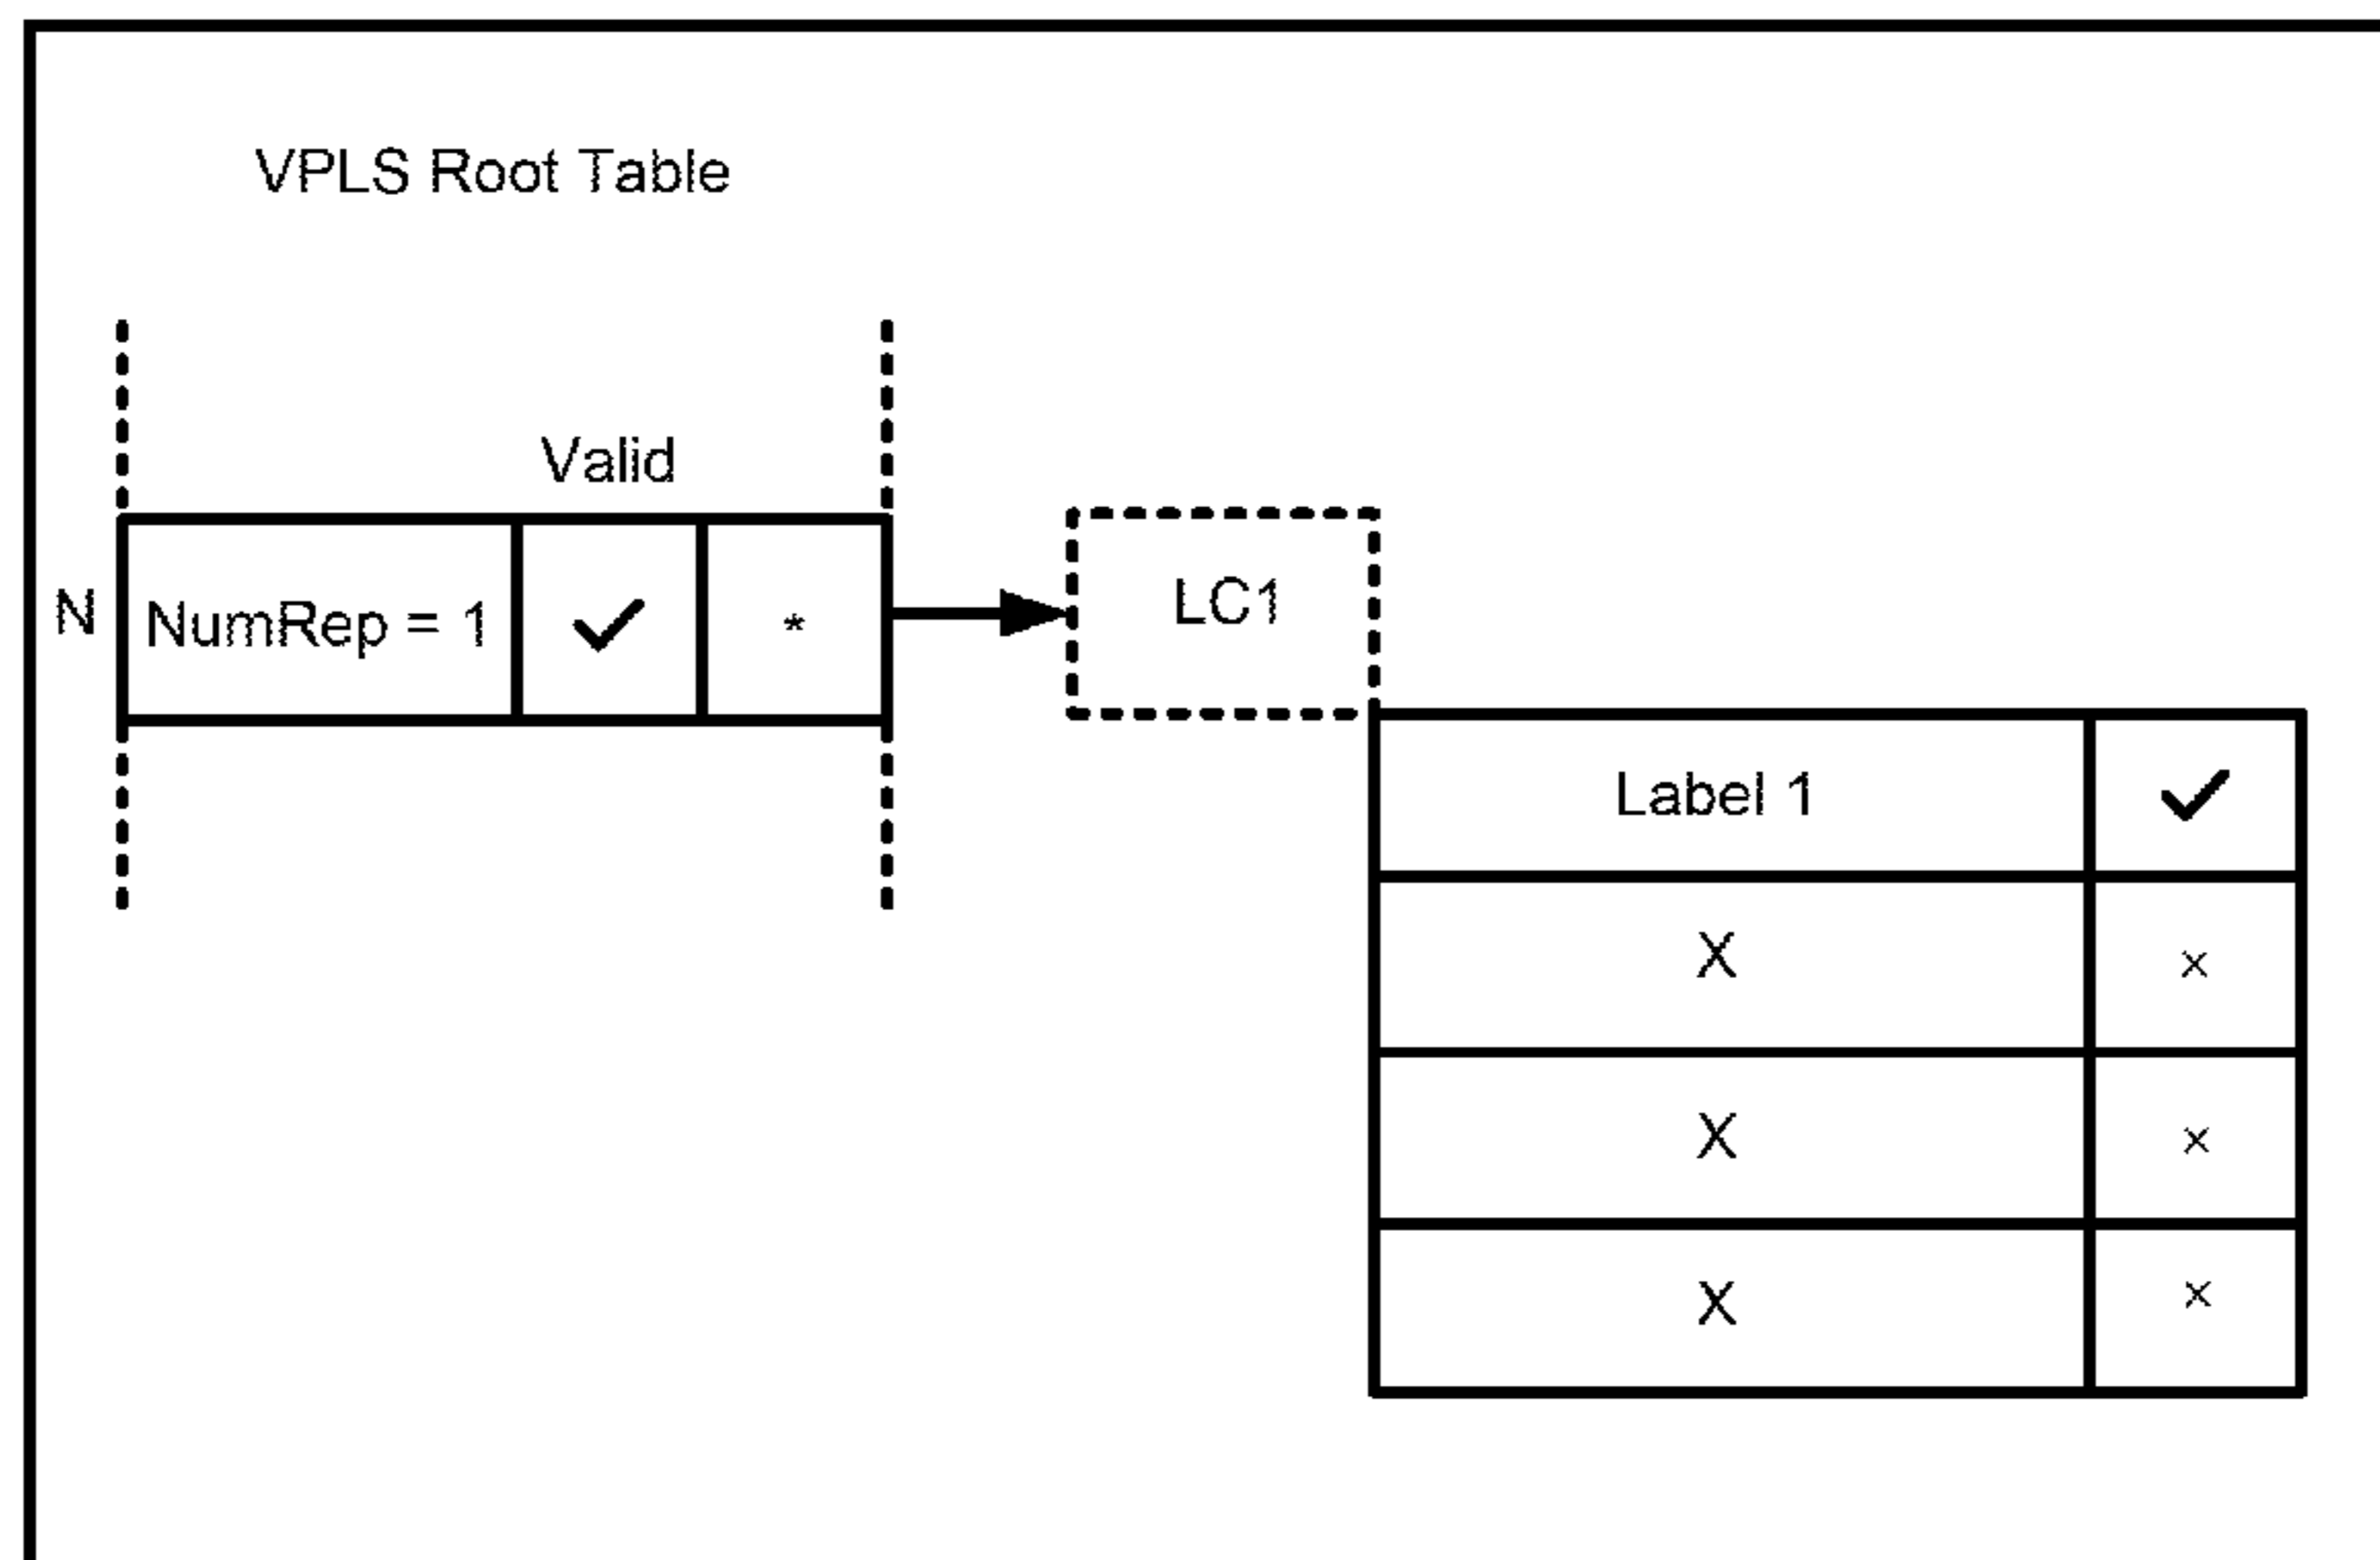 VPLS Root Table
Valid
N NumRep = 1 ✓ *
LC1
Label 1 ✓
X ×
X ×
X ×